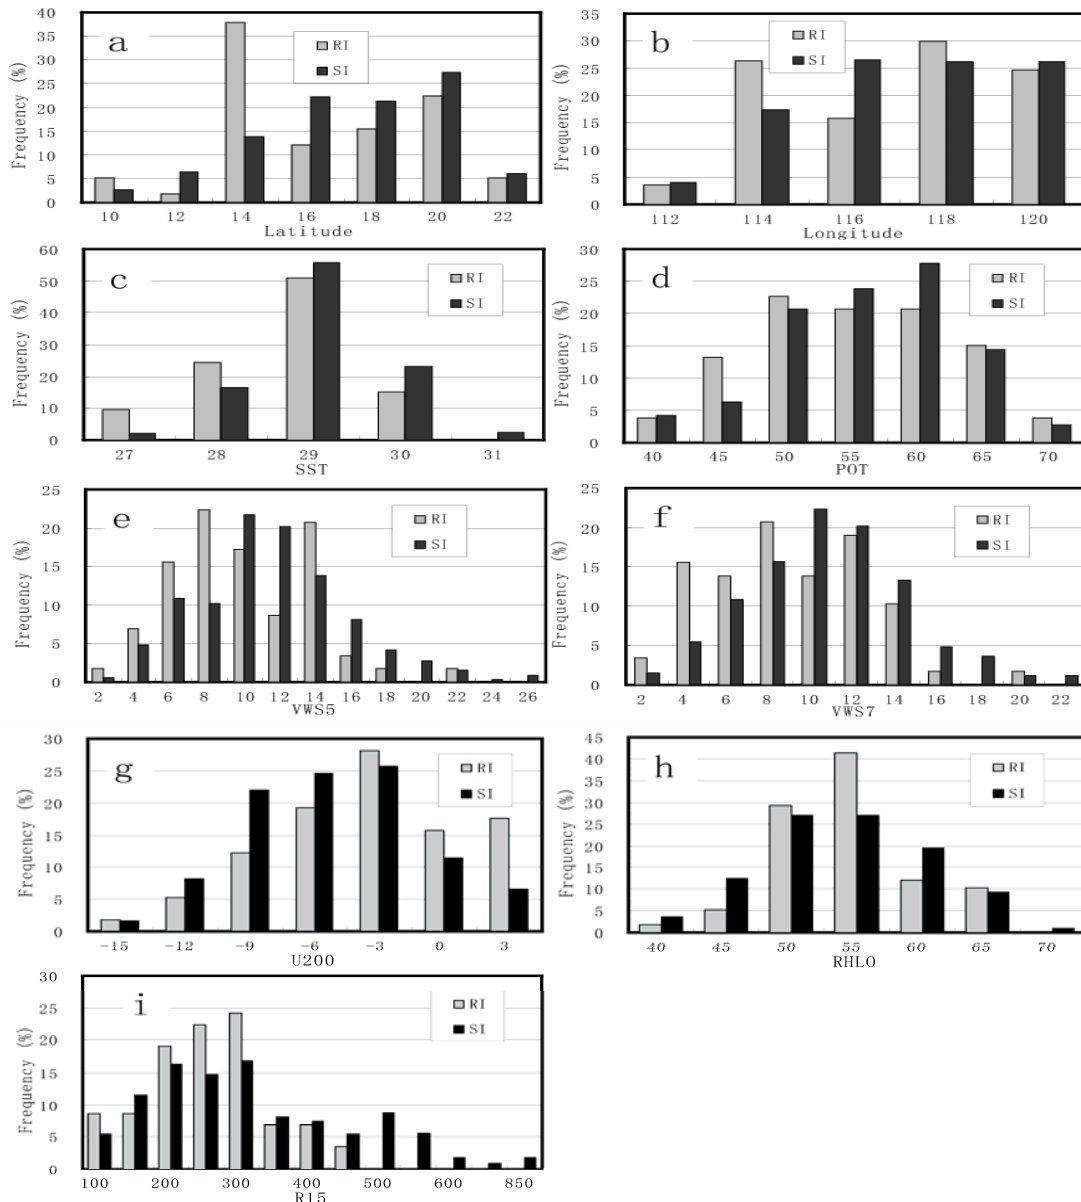 a
RI
SI
Frequency (%)
40
35
30
25
20
15
10
5
0
10 12 14 16 18 20 22
Latitude
b
RI
SI
Frequency (%)
35
30
25
20
15
10
5
0
112 114 116 118 120
Longitude
c
RI
SI
Frequency (%)
60
50
40
30
20
10
0
27 28 29 30 31
SST
d
RI
SI
Frequency (%)
30
25
20
15
10
5
0
40 45 50 55 60 65 70
POT
e
RI
SI
Frequency (%)
25
20
15
10
5
0
2 4 6 8 10 12 14 16 18 20 22 24 26
VWS5
f
RI
SI
Frequency (%)
25
20
15
10
5
0
2 4 6 8 10 12 14 16 18 20 22
VWS7
g
RI
SI
Frequency (%)
30
25
20
15
10
5
0
-15 -12 -9 -6 -3 0 3
U200
h
RI
SI
Frequency (%)
45
40
35
30
25
20
15
10
5
0
40 45 50 55 60 65 70
RHLO
i
RI
SI
Frequency (%)
30
25
20
15
10
5
0
100 200 300 400 500 600 850
R15